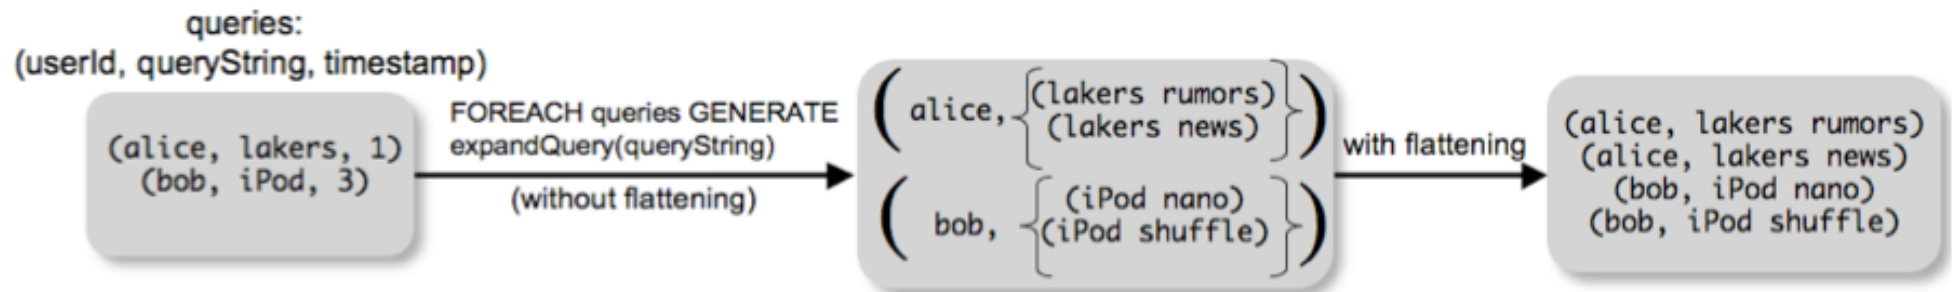 queries:
(userId, queryString, timestamp)
(alice, lakers, 1)
(bob, iPod, 3)
FOREACH queries GENERATE
expandQuery(queryString)
(without flattening)
( alice, { (lakers rumors)
(lakers news) } )
( bob, { (iPod nano)
(iPod shuffle) } )
with flattening
(alice, lakers rumors)
(alice, lakers news)
(bob, iPod nano)
(bob, iPod shuffle)